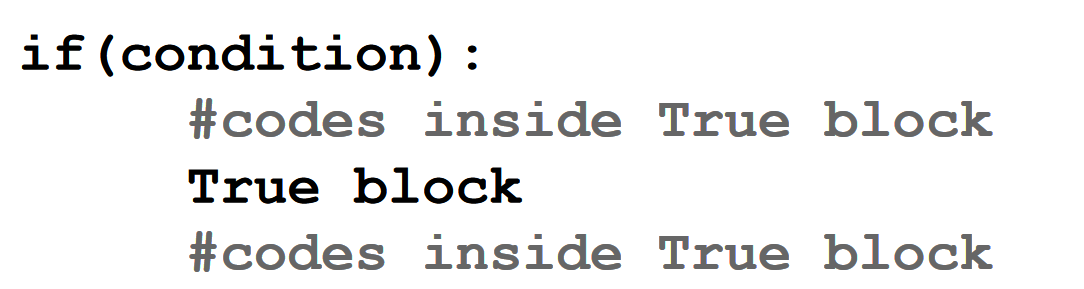 if(condition):
#codes inside True block
True block
#codes inside True block